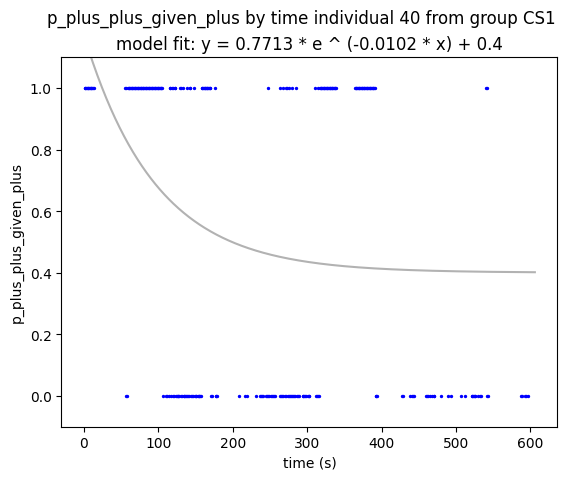 p_plus_plus_given_plus by time individual 40 from group CS1
model fit: y = 0.7713 * e ^ (-0.0102 * x) + 0.4
p_plus_plus_given_plus
1.0
0.8
0.6
0.4
0.2
0.0
0 100 200 300 400 500 600
time (s)